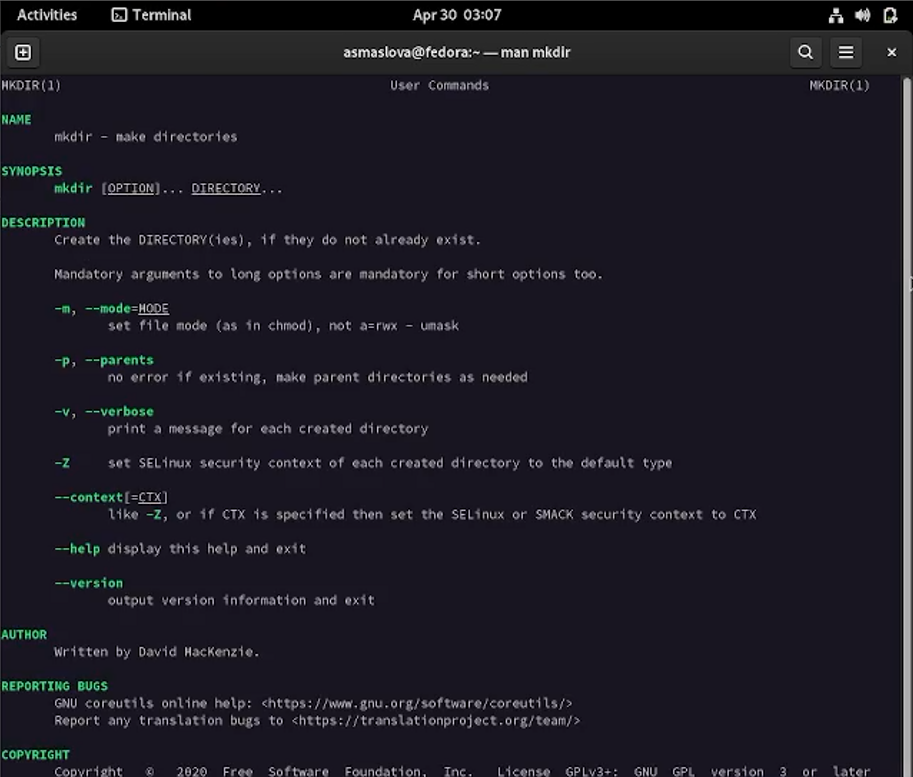 Activities Terminal Apr 30 03:07
asmaslova@fedora:~ — man mkdir
MKDIR(1) User Commands MKDIR(1)
NAME
mkdir - make directories
SYNOPSIS
mkdir [OPTION]... DIRECTORY...
DESCRIPTION
Create the DIRECTORY(ies), if they do not already exist.
Mandatory arguments to long options are mandatory for short options too.
-m, --mode=MODE
set file mode (as in chmod), not a=rwx - umask
-p, --parents
no error if existing, make parent directories as needed
-v, --verbose
print a message for each created directory
-Z set SELinux security context of each created directory to the default type
--context[=CTX]
like -Z, or if CTX is specified then set the SELinux or SMACK security context to CTX
--help display this help and exit
--version
output version information and exit
AUTHOR
Written by David MacKenzie.
REPORTING BUGS
GNU coreutils online help: <https://www.gnu.org/software/coreutils/>
Report any translation bugs to <https://translationproject.org/team/>
COPYRIGHT
Copyright © 2020 Free Software Foundation, Inc. License GPLv3+: GNU GPL version 3 or later